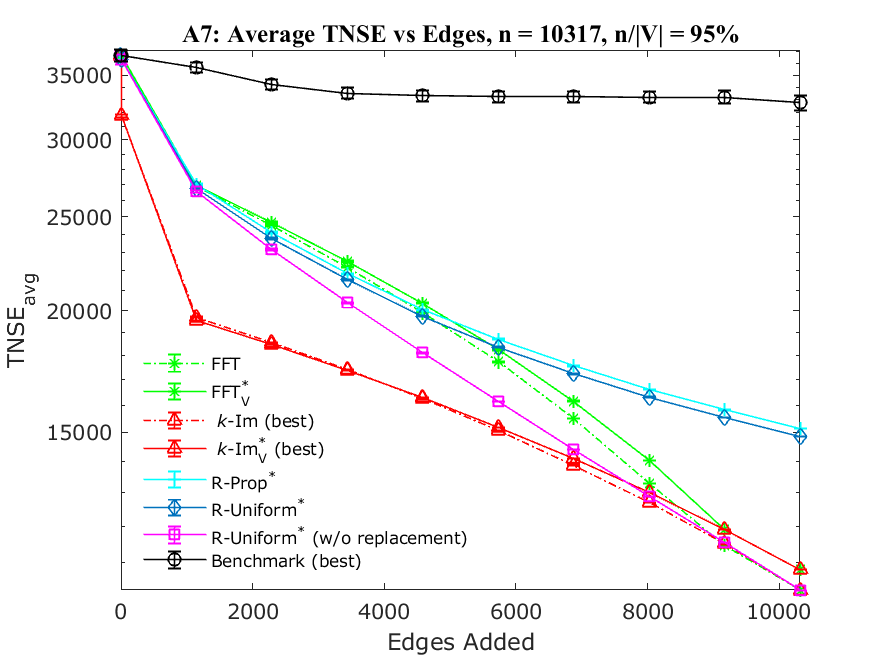 A7: Average TNSE vs Edges, n = 10317, n/|V| = 95%
TNSE_avg
35000
30000
25000
20000
15000
FFT
FFT*_V
k-Im (best)
k-Im*_V (best)
R-Prop*
R-Uniform*
R-Uniform* (w/o replacement)
Benchmark (best)
0 2000 4000 6000 8000 10000
Edges Added